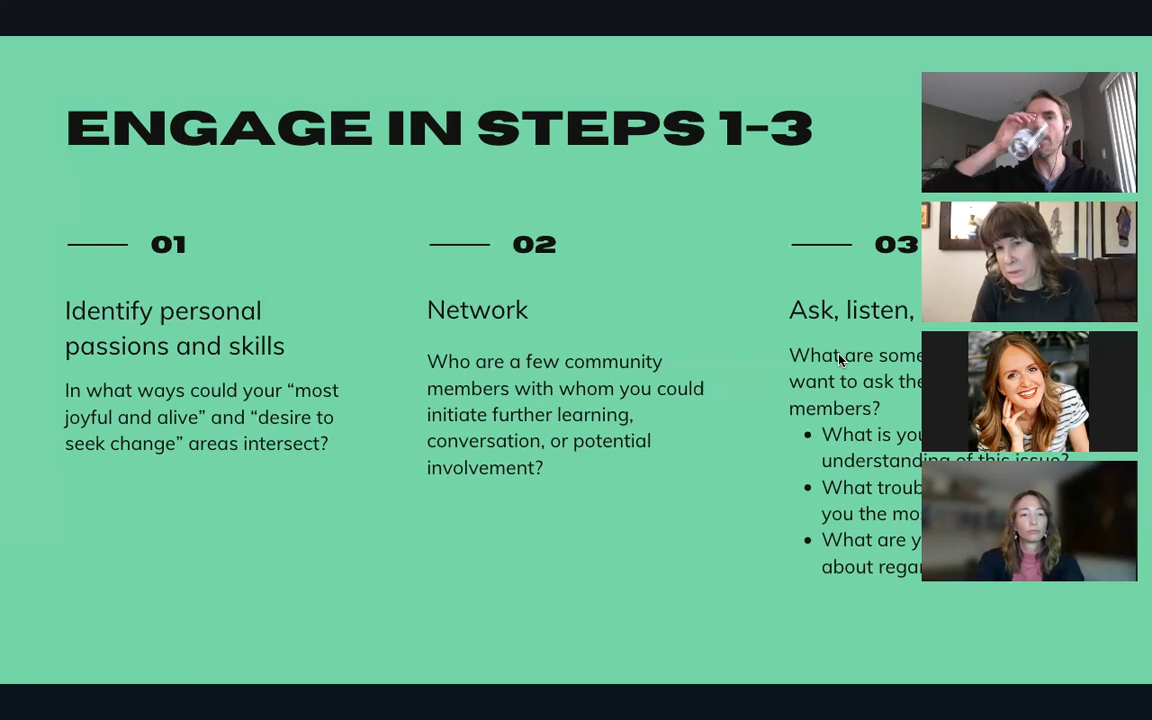 ENGAGE IN STEPS 1-3
01
Identify personal
passions and skills
In what ways could your “most
joyful and alive” and “desire to
seek change” areas intersect?
02
Network
Who are a few community
members with whom you could
initiate further learning,
conversation, or potential
involvement?
03
Ask, listen,
What are some
want to ask the
members?
• What is you
understanding of this issue?
• What troub
you the mo
• What are y
about regar